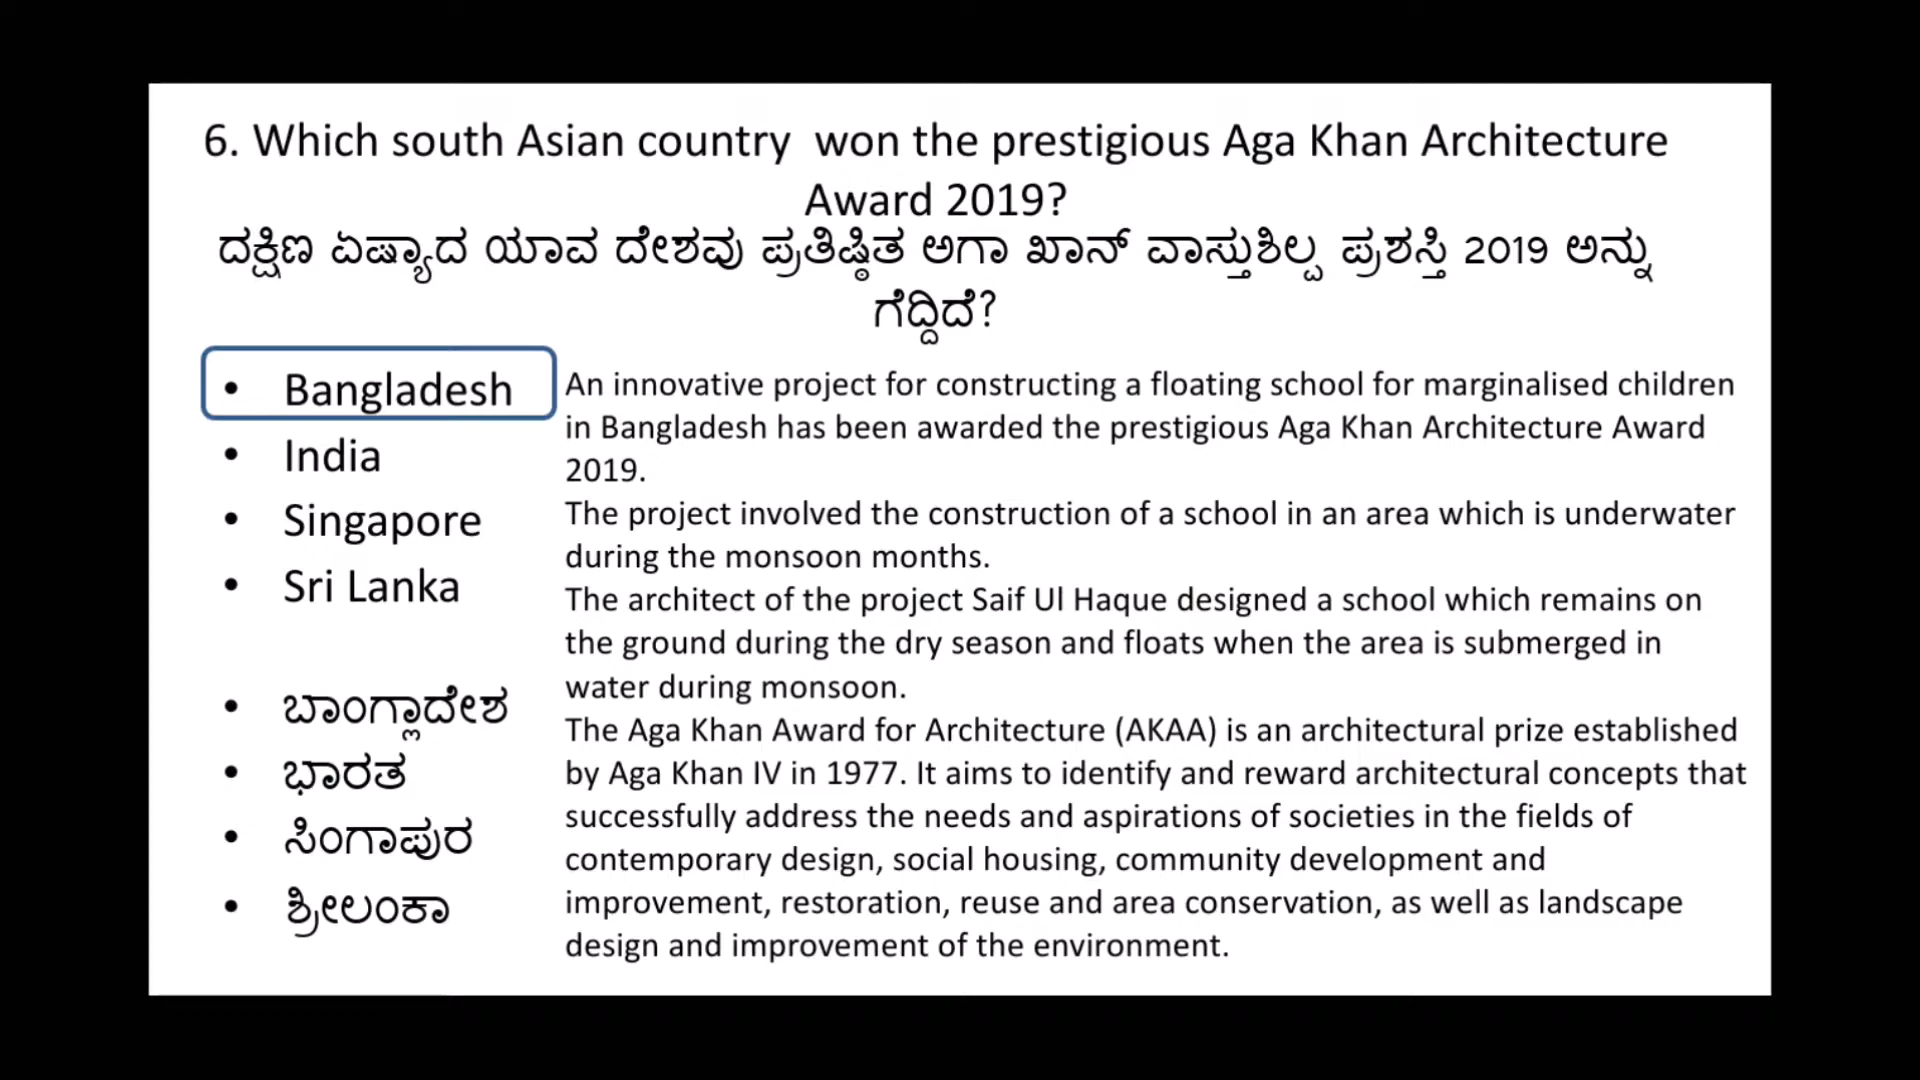 6. Which south Asian country won the prestigious Aga Khan Architecture
Award 2019?
ದಕ್ಷಿಣ ಏಷ್ಯಾದ ಯಾವ ದೇಶವು ಪ್ರತಿಷ್ಠಿತ ಅಗಾ ಖಾನ್ ವಾಸ್ತುಶಿಲ್ಪ ಪ್ರಶಸ್ತಿ 2019 ಅನ್ನು
ಗೆದ್ದಿದೆ?
• Bangladesh
• India
• Singapore
• Sri Lanka
• ಬಾಂಗ್ಲಾದೇಶ
• ಭಾರತ
• ಸಿಂಗಾಪುರ
• ಶ್ರೀಲಂಕಾ
An innovative project for constructing a floating school for marginalised children
in Bangladesh has been awarded the prestigious Aga Khan Architecture Award
2019.
The project involved the construction of a school in an area which is underwater
during the monsoon months.
The architect of the project Saif Ul Haque designed a school which remains on
the ground during the dry season and floats when the area is submerged in
water during monsoon.
The Aga Khan Award for Architecture (AKAA) is an architectural prize established
by Aga Khan IV in 1977. It aims to identify and reward architectural concepts that
successfully address the needs and aspirations of societies in the fields of
contemporary design, social housing, community development and
improvement, restoration, reuse and area conservation, as well as landscape
design and improvement of the environment.